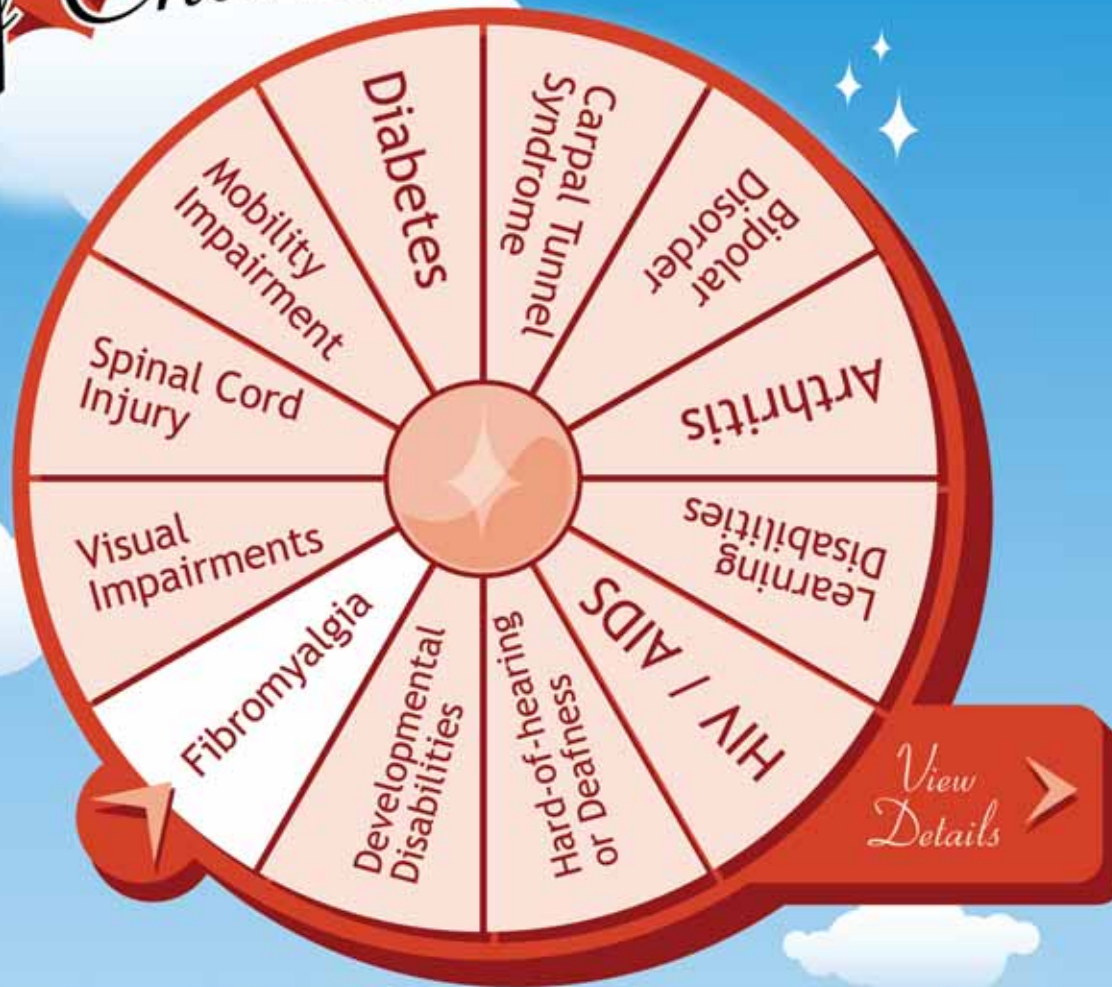 Diabetes
Carpal Tunnel
Syndrome
Bipolar
Disorder
Arthritis
Learning
Disabilities
HIV / AIDS
Hard-of-hearing
or Deafness
Developmental
Disabilities
Fibromyalgia
Visual
Impairments
Spinal Cord
Injury
Mobility
Impairment
View
Details